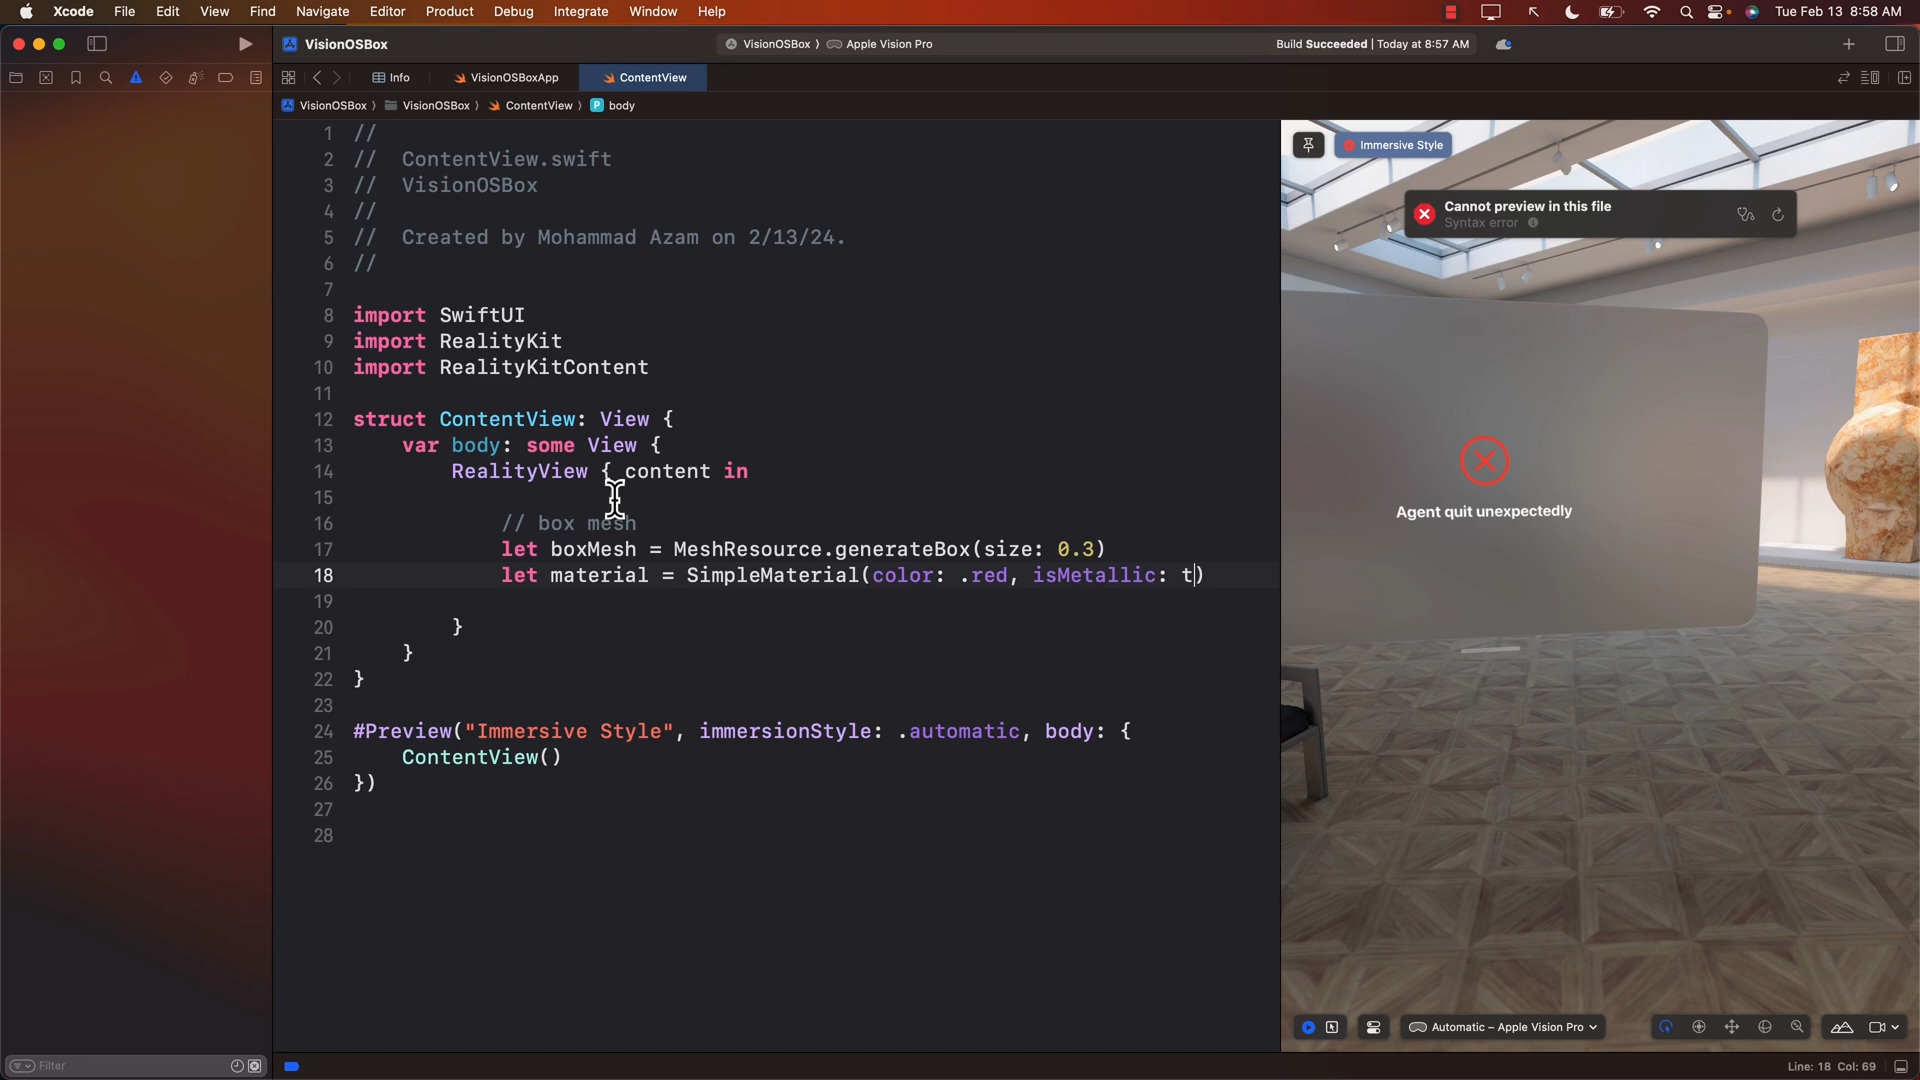 Xcode File Edit View Find Navigate Editor Product Debug Integrate Window Help Tue Feb 13 8:58 AM
VisionOSBox VisionOSBox ⟩ Apple Vision Pro Build Succeeded | Today at 8:57 AM
Info VisionOSBoxApp ContentView
VisionOSBox ⟩ VisionOSBox ⟩ ContentView ⟩ P body
1 //
2 // ContentView.swift
3 // VisionOSBox
4 //
5 // Created by Mohammad Azam on 2/13/24.
6 //
7
8 import SwiftUI
9 import RealityKit
10 import RealityKitContent
11
12 struct ContentView: View {
13 var body: some View {
14 RealityView { content in
15
16 // box mesh
17 let boxMesh = MeshResource.generateBox(size: 0.3)
18 let material = SimpleMaterial(color: .red, isMetallic: t)
19
20 }
21 }
22 }
23
24 #Preview("Immersive Style", immersionStyle: .automatic, body: {
25 ContentView()
26 })
27
28
Immersive Style
Cannot preview in this file
Syntax error
Agent quit unexpectedly
Automatic – Apple Vision Pro
Filter
Line: 18 Col: 69